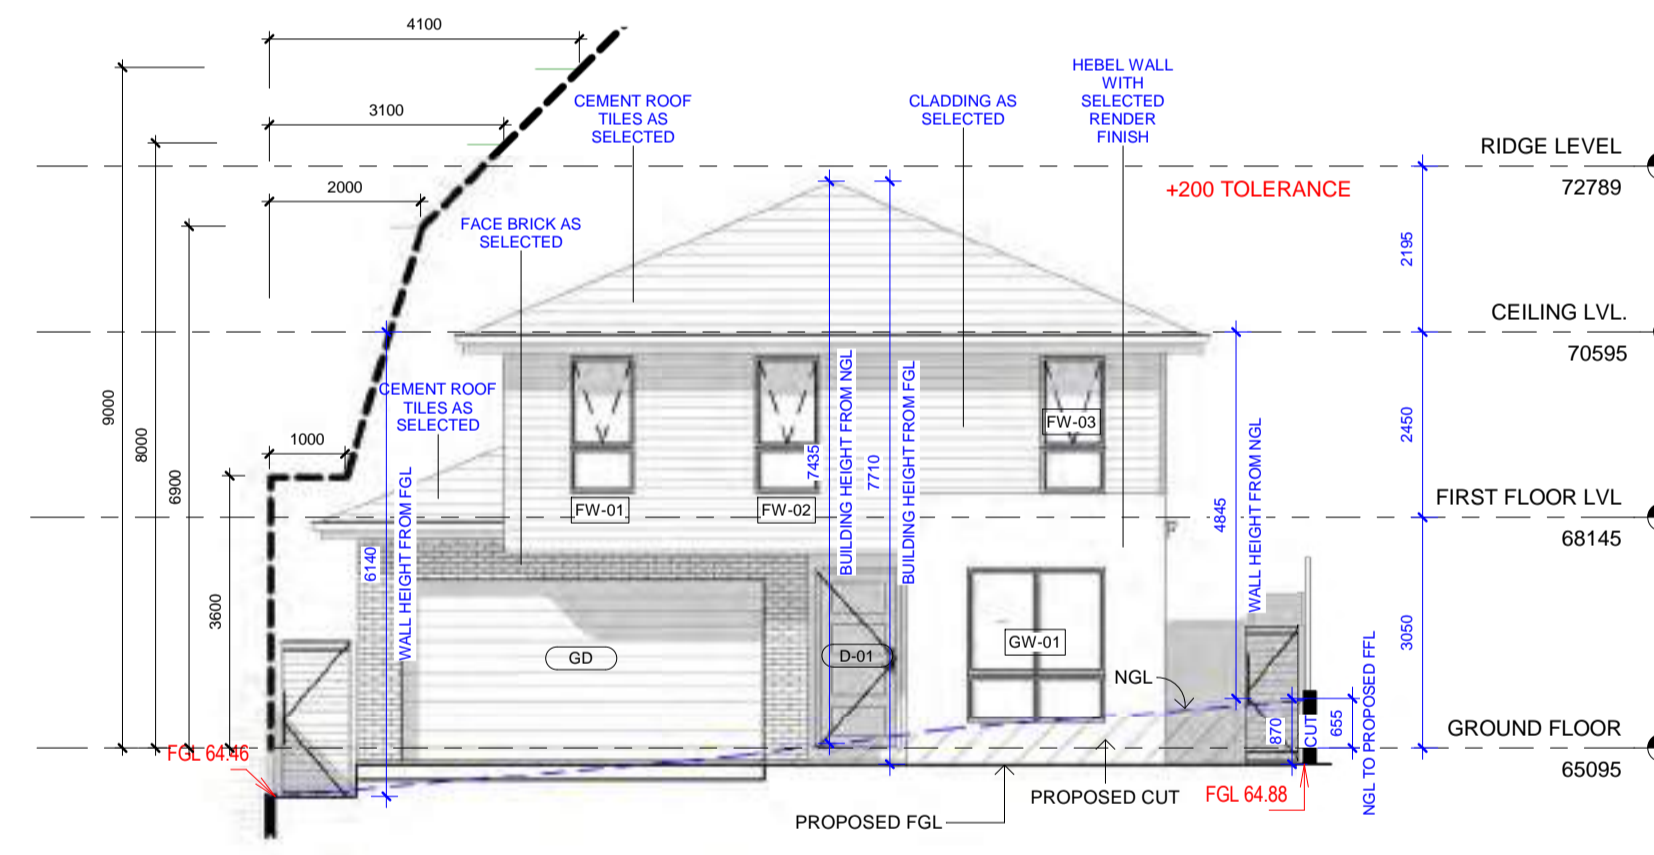 4100
3100
2000
1000
9000
8000
6900
3600
CEMENT ROOF
TILES AS
SELECTED
CLADDING AS
SELECTED
HEBEL WALL
WITH
SELECTED
RENDER
FINISH
FACE BRICK AS
SELECTED
CEMENT ROOF
TILES AS
SELECTED
+200 TOLERANCE
RIDGE LEVEL
72789
2195
CEILING LVL.
70595
2450
FIRST FLOOR LVL
68145
3050
GROUND FLOOR
65095
FW-01
FW-02
FW-03
GD
D-01
GW-01
6140
WALL HEIGHT FROM FGL
7435
BUILDING HEIGHT FROM NGL
7710
BUILDING HEIGHT FROM FGL
4845
WALL HEIGHT FROM NGL
NGL
870
CUT
655
NGL TO PROPOSED FFL
FGL 64.46
FGL 64.88
PROPOSED CUT
PROPOSED FGL